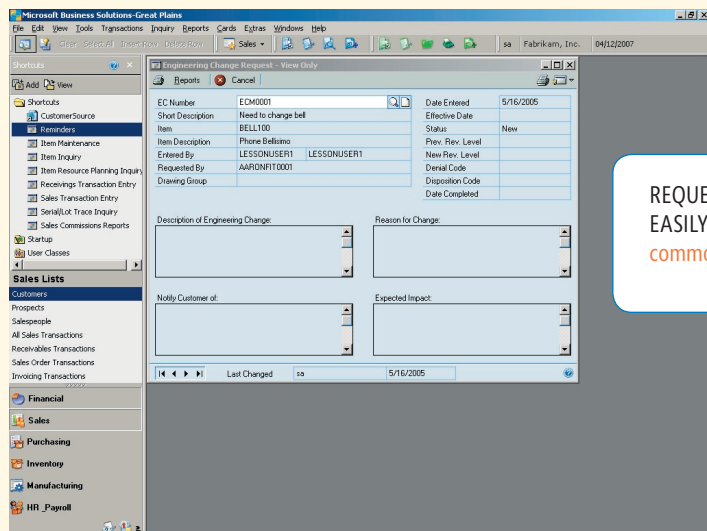 Microsoft Business Solutions-Great Plains
File Edit View Tools Transactions Inquiry Reports Cards Extras Windows Help
Clear Select All Insert Row Delete Row Sales sa Fabrikam, Inc. 04/12/2007
Shortcuts
Add View
Shortcuts
CustomerSource
Reminders
Item Maintenance
Item Inquiry
Item Resource Planning Inquiry
Receivings Transaction Entry
Sales Transaction Entry
Serial/Lot Trace Inquiry
Sales Commissions Reports
Startup
User Classes
Sales Lists
Customers
Prospects
Salespeople
All Sales Transactions
Receivables Transactions
Sales Order Transactions
Invoicing Transactions
Financial
Sales
Purchasing
Inventory
Manufacturing
HR_Payroll
Engineering Change Request - View Only
Reports Cancel
EC Number ECM0001 Date Entered 5/16/2005
Short Description Need to change bell Effective Date
Item BELL100 Status New
Item Description Phone Bellisimo Prev. Rev. Level
Entered By LESSONUSER1 LESSONUSER1 New Rev. Level
Requested By AARONFIT0001 Denial Code
Drawing Group Disposition Code
Date Completed
Description of Engineering Change: Reason for Change:
Notify Customer of: Expected Impact:
Last Changed sa 5/16/2005
REQUE
EASILY
commo